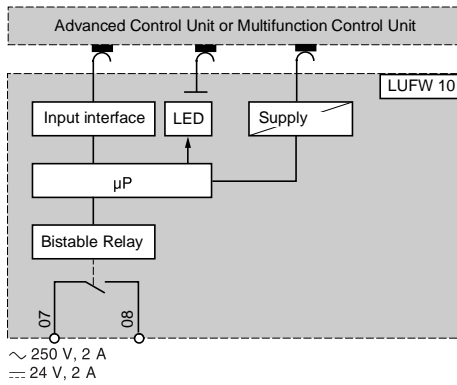 Advanced Control Unit or Multifunction Control Unit
LUFW 10
Input interface
LED
Supply
µP
Bistable Relay
07
08
~ 250 V, 2 A
⎓ 24 V, 2 A